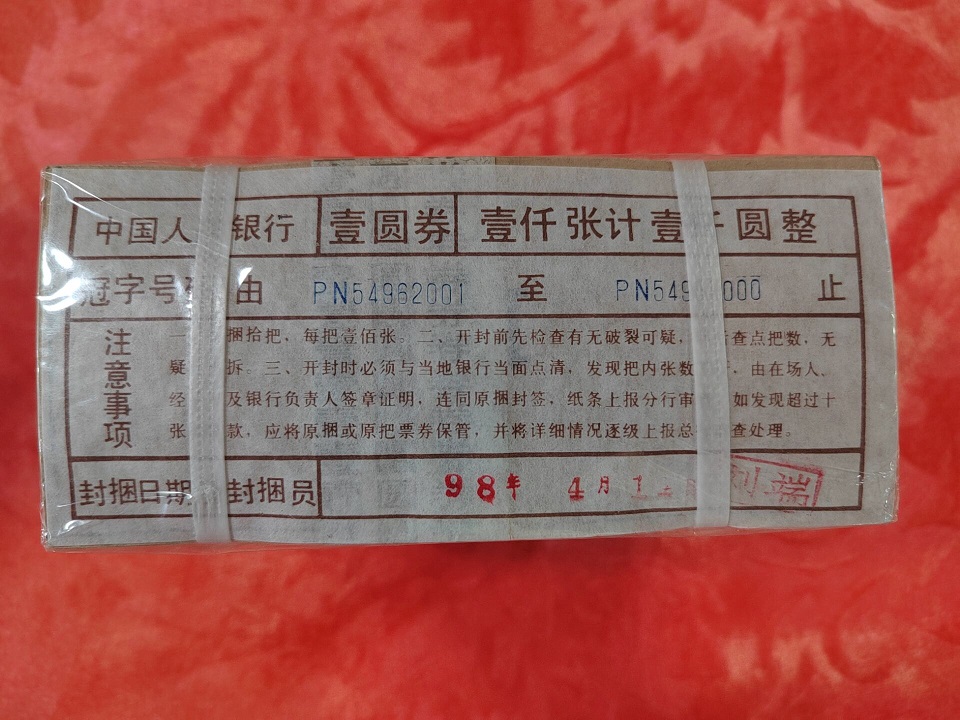 中国人 银行 壹圆券 壹仟张计壹 圆整
冠字号 由 PN54962001 至 PN549 000 止
注意事项
一 捆拾把，每把壹佰张。二、开封前先检查有无破裂可疑， 查点把数，无
疑 拆。三、开封时必须与当地银行当面点清，发现把内张数 ，由在场人、
经 及银行负责人签章证明，连同原捆封签，纸条上报分行审 如发现超过十
张 款，应将原捆或原把票券保管，并将详细情况逐级上报总 查处理。
封捆日期 封捆员 98年 4月1